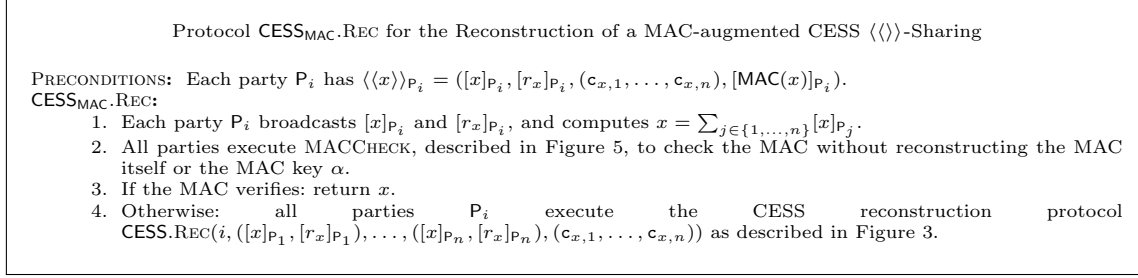 Protocol CESS_MAC.REC for the Reconstruction of a MAC-augmented CESS ⟨⟨⟩⟩-Sharing
PRECONDITIONS: Each party P_i has ⟨⟨x⟩⟩_{P_i} = ([x]_{P_i}, [r_x]_{P_i}, (c_{x,1}, . . . , c_{x,n}), [MAC(x)]_{P_i}).
CESS_MAC.REC:
1. Each party P_i broadcasts [x]_{P_i} and [r_x]_{P_i}, and computes x = ∑_{j∈{1,...,n}}[x]_{P_j}.
2. All parties execute MACCHECK, described in Figure 5, to check the MAC without reconstructing the MAC
itself or the MAC key α.
3. If the MAC verifies: return x.
4. Otherwise: all parties P_i execute the CESS reconstruction protocol
CESS.REC(i, ([x]_{P_1}, [r_x]_{P_1}), . . . , ([x]_{P_n}, [r_x]_{P_n}), (c_{x,1}, . . . , c_{x,n})) as described in Figure 3.